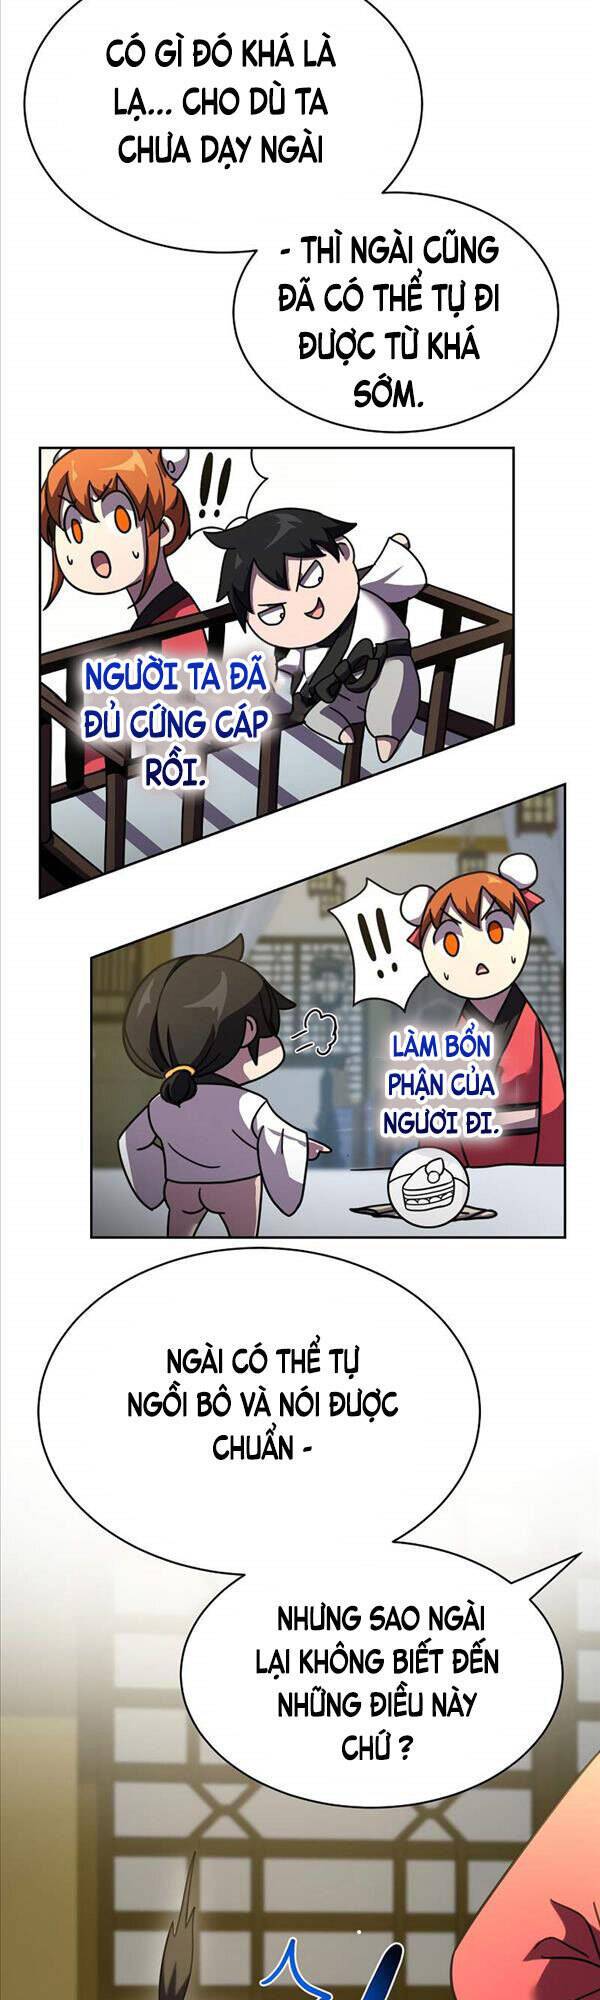 CÓ GÌ ĐÓ KHÁ LÀ
LẠ... CHO DÙ TA
CHƯA DẠY NGÀI
- THÌ NGÀI CŨNG
ĐÃ CÓ THỂ TỰ ĐI
ĐƯỢC TỪ KHÁ
SỚM.
!!
NGƯỜI TA ĐÃ
ĐỦ CỨNG CÁP
RỒI.
!!
LÀM BỔN
PHẬN CỦA
NGƯƠI ĐI.
NGÀI CÓ THỂ TỰ
NGỒI BÔ VÀ NÓI ĐƯỢC
CHUẨN -
NHƯNG SAO NGÀI
LẠI KHÔNG BIẾT ĐẾN
NHỮNG ĐIỀU NÀY
CHỨ ?